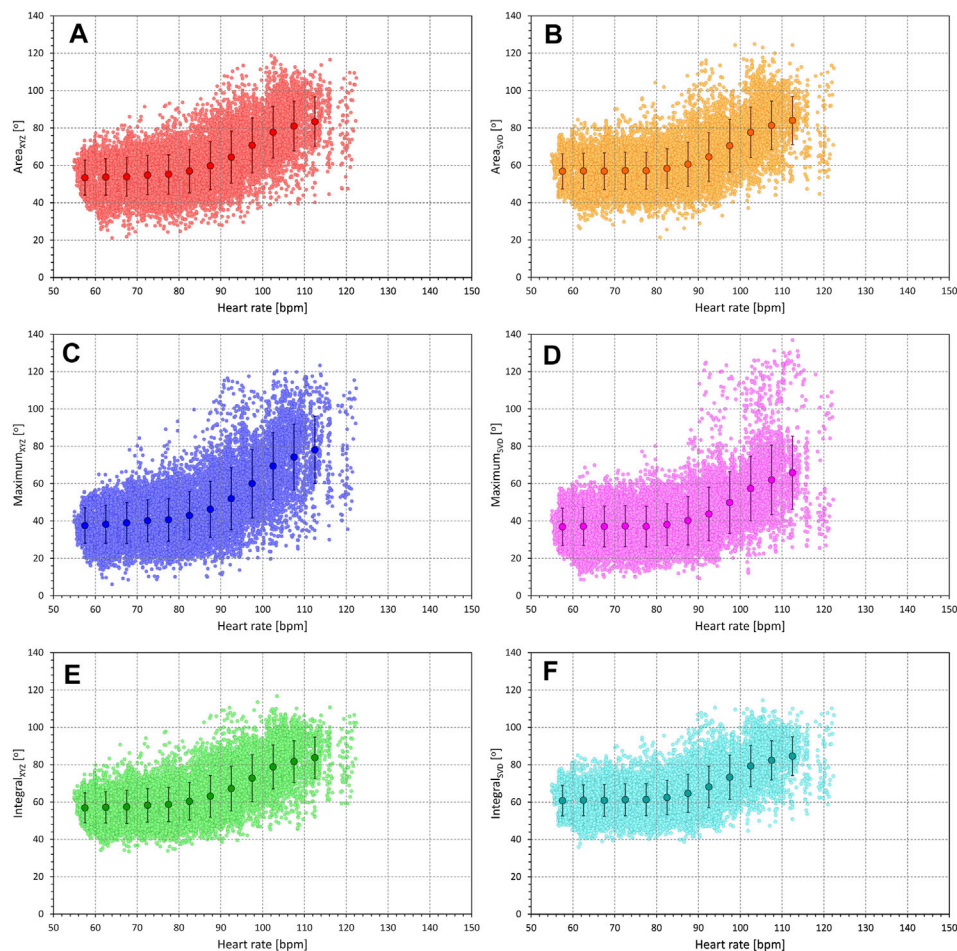 A
140
120
100
80
60
40
20
0
Area_XYZ [º]
50 60 70 80 90 100 110 120 130 140 150
Heart rate [bpm]
B
140
120
100
80
60
40
20
0
Area_SVD [º]
50 60 70 80 90 100 110 120 130 140 150
Heart rate [bpm]
C
140
120
100
80
60
40
20
0
Maximum_XYZ [º]
50 60 70 80 90 100 110 120 130 140 150
Heart rate [bpm]
D
140
120
100
80
60
40
20
0
Maximum_SVD [º]
50 60 70 80 90 100 110 120 130 140 150
Heart rate [bpm]
E
140
120
100
80
60
40
20
0
Integral_XYZ [º]
50 60 70 80 90 100 110 120 130 140 150
Heart rate [bpm]
F
140
120
100
80
60
40
20
0
Integral_SVD [º]
50 60 70 80 90 100 110 120 130 140 150
Heart rate [bpm]